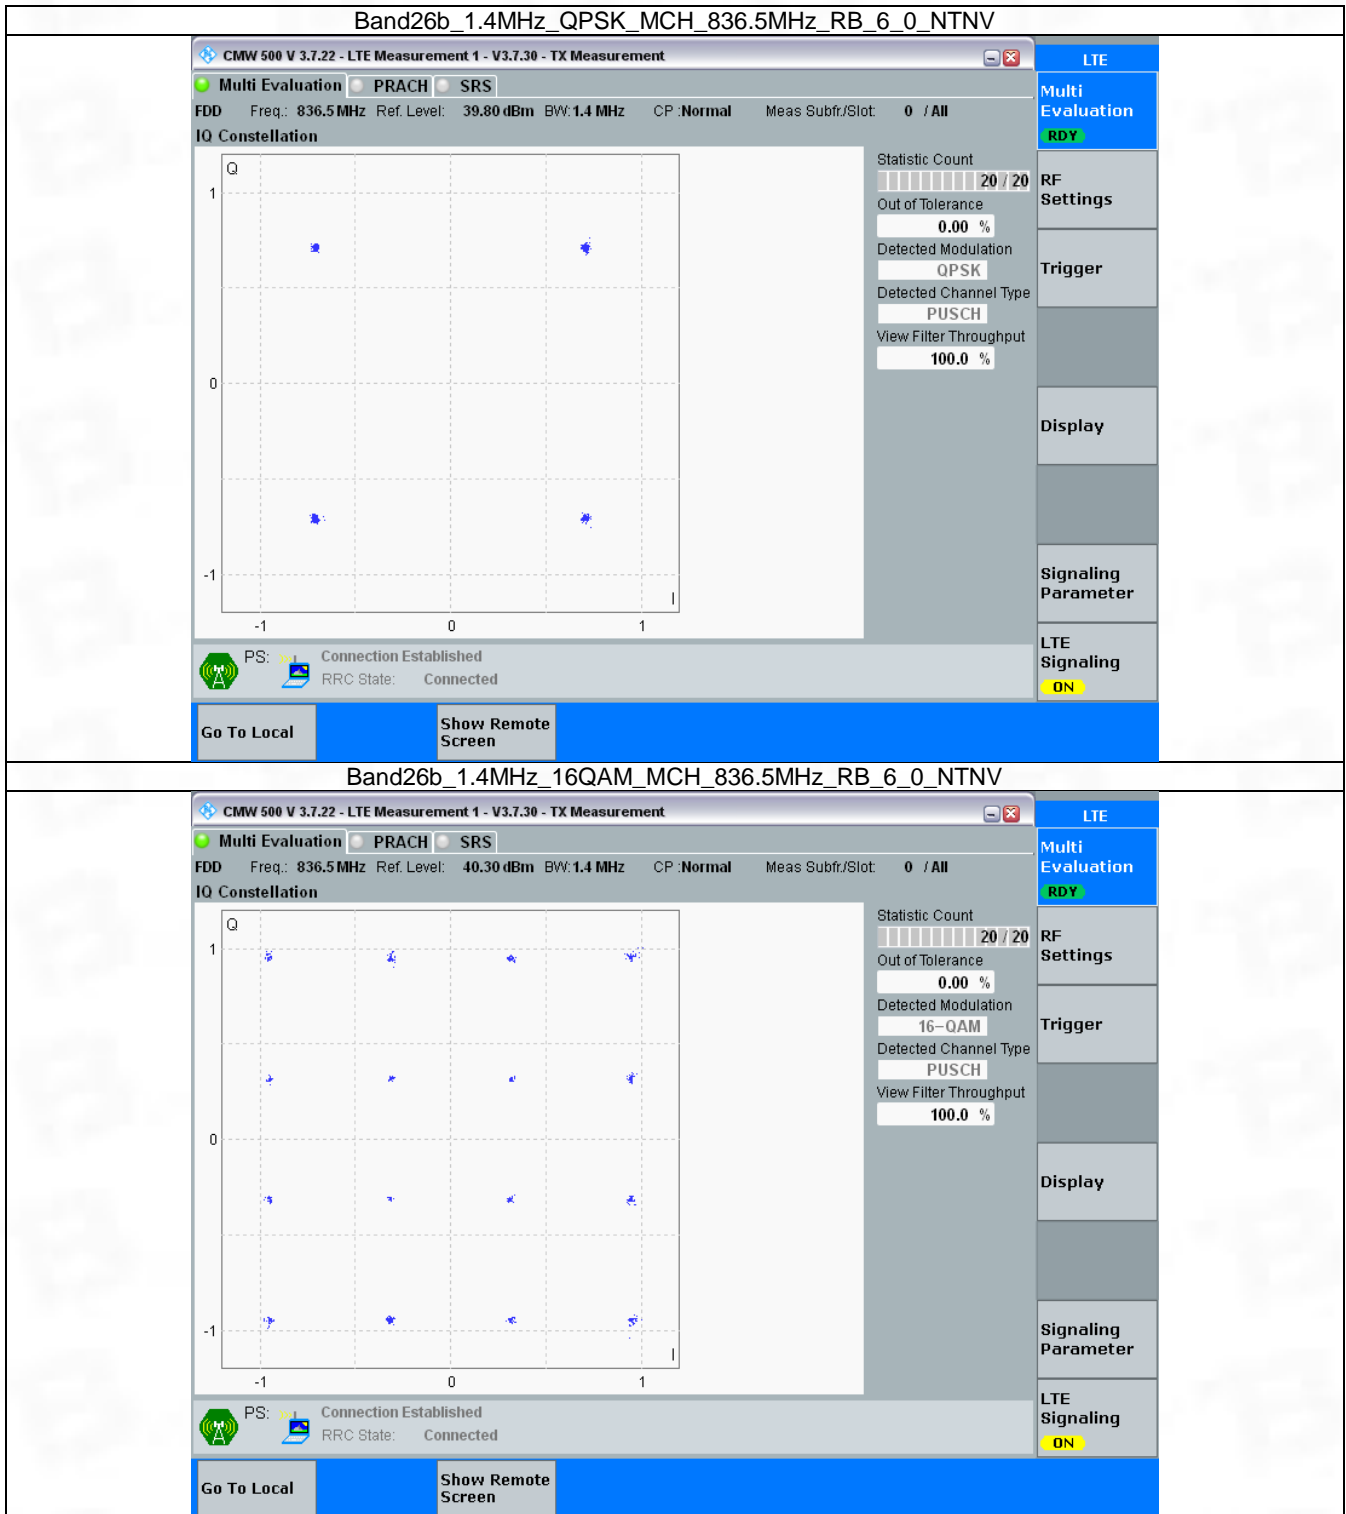 Band26b_1.4MHz_QPSK_MCH_836.5MHz_RB_6_0_NTNV
CMW 500 V 3.7.22 - LTE Measurement 1 - V3.7.30 - TX Measurement
LTE
Multi Evaluation PRACH SRS
Multi
Evaluation
RDY
FDD Freq.: 836.5 MHz Ref. Level: 39.80 dBm BW: 1.4 MHz CP :Normal Meas Subfr./Slot: 0 / All
IQ Constellation
Q
1
0
-1
I
-1 0 1
Statistic Count
20 / 20
Out of Tolerance
0.00 %
Detected Modulation
QPSK
Detected Channel Type
PUSCH
View Filter Throughput
100.0 %
RF
Settings
Trigger
Display
Signaling
Parameter
LTE
Signaling
ON
PS: Connection Established
RRC State: Connected
Go To Local
Show Remote
Screen
Band26b_1.4MHz_16QAM_MCH_836.5MHz_RB_6_0_NTNV
CMW 500 V 3.7.22 - LTE Measurement 1 - V3.7.30 - TX Measurement
LTE
Multi Evaluation PRACH SRS
Multi
Evaluation
RDY
FDD Freq.: 836.5 MHz Ref. Level: 40.30 dBm BW: 1.4 MHz CP :Normal Meas Subfr./Slot: 0 / All
IQ Constellation
Q
1
0
-1
I
-1 0 1
Statistic Count
20 / 20
Out of Tolerance
0.00 %
Detected Modulation
16-QAM
Detected Channel Type
PUSCH
View Filter Throughput
100.0 %
RF
Settings
Trigger
Display
Signaling
Parameter
LTE
Signaling
ON
PS: Connection Established
RRC State: Connected
Go To Local
Show Remote
Screen